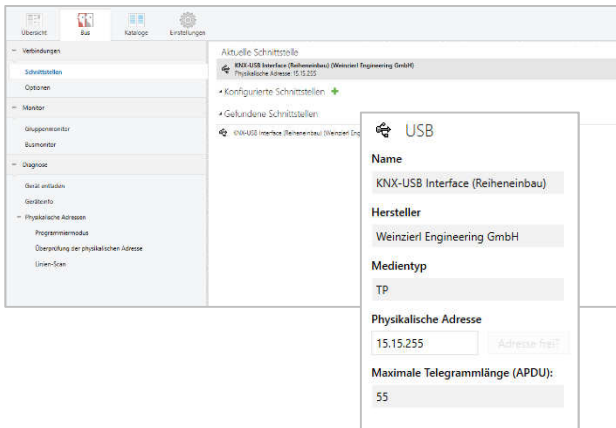 Übersicht
Bus
Kataloge
Einstellungen
Verbindungen
Schnittstellen
Optionen
Monitor
Gruppenmonitor
Busmonitor
Diagnose
Gerät entladen
Geräteinfo
Physikalische Adressen
Programmiermodus
Überprüfung der physikalischen Adresse
Linien-Scan
Aktuelle Schnittstelle
KNX-USB Interface (Reiheneinbau) (Weinzierl Engineering GmbH)
Physikalische Adresse: 15.15.255
Konfigurierte Schnittstellen
Gefundene Schnittstellen
KNX-USB Interface (Reiheneinbau) (Weinzierl Eng
USB
Name
KNX-USB Interface (Reiheneinbau)
Hersteller
Weinzierl Engineering GmbH
Medientyp
TP
Physikalische Adresse
15.15.255
Adresse frei?
Maximale Telegrammlänge (APDU):
55